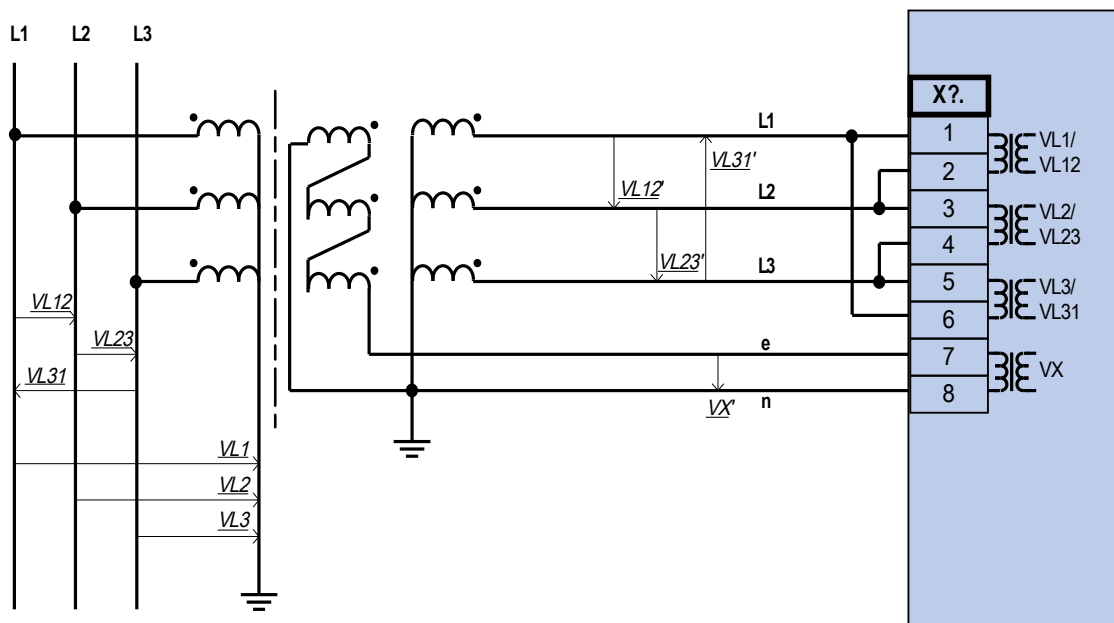 L1 L2 L3
X?.
L1
1
VL1/
VL12
VL31'
2
VL12'
L2
3
VL2/
VL23
4
VL23'
L3
5
VL3/
VL31
6
VL12
VL23
VL31
e
7
VX
8
VX'
n
VL1
VL2
VL3